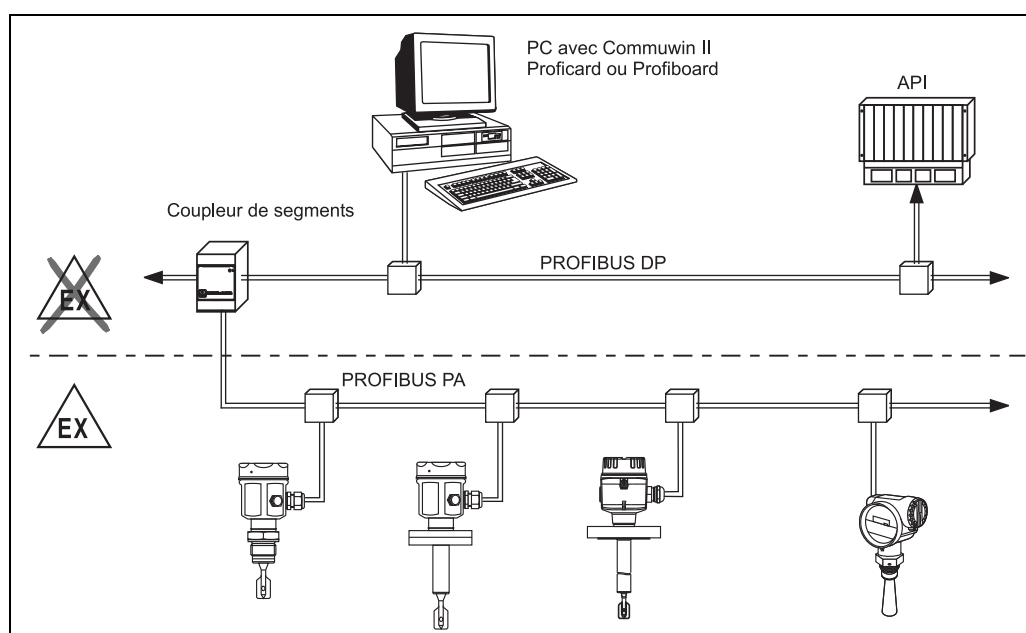 PC avec Commuwin II
Proficard ou Profiboard
API
Coupleur de segments
PROFIBUS DP
EX
PROFIBUS PA
EX